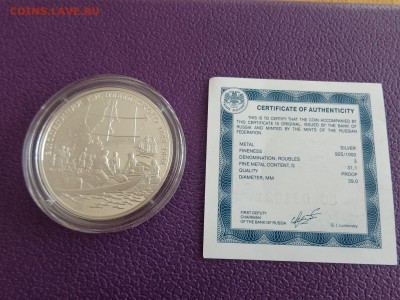 COINS.LAVE.RU
CERTIFICATE OF AUTHENTICITY
THIS IS TO CERTIFY THAT THE COIN ACCOMPANIED BY
THIS CERTIFICATE IS ORIGINAL, ISSUED BY THE BANK OF
RUSSIA AND MINTED BY THE MINTS OF THE RUSSIAN
FEDERATION.
METAL SILVER
FINENESS 925/1000
DENOMINATION, ROUBLES 3
FINE METAL CONTENT, G 31,1
QUALITY PROOF
DIAMETER, MM 39,0
FIRST DEPUTY
CHAIRMAN
OF THE BANK OF RUSSIA
G.I. Luntovsky